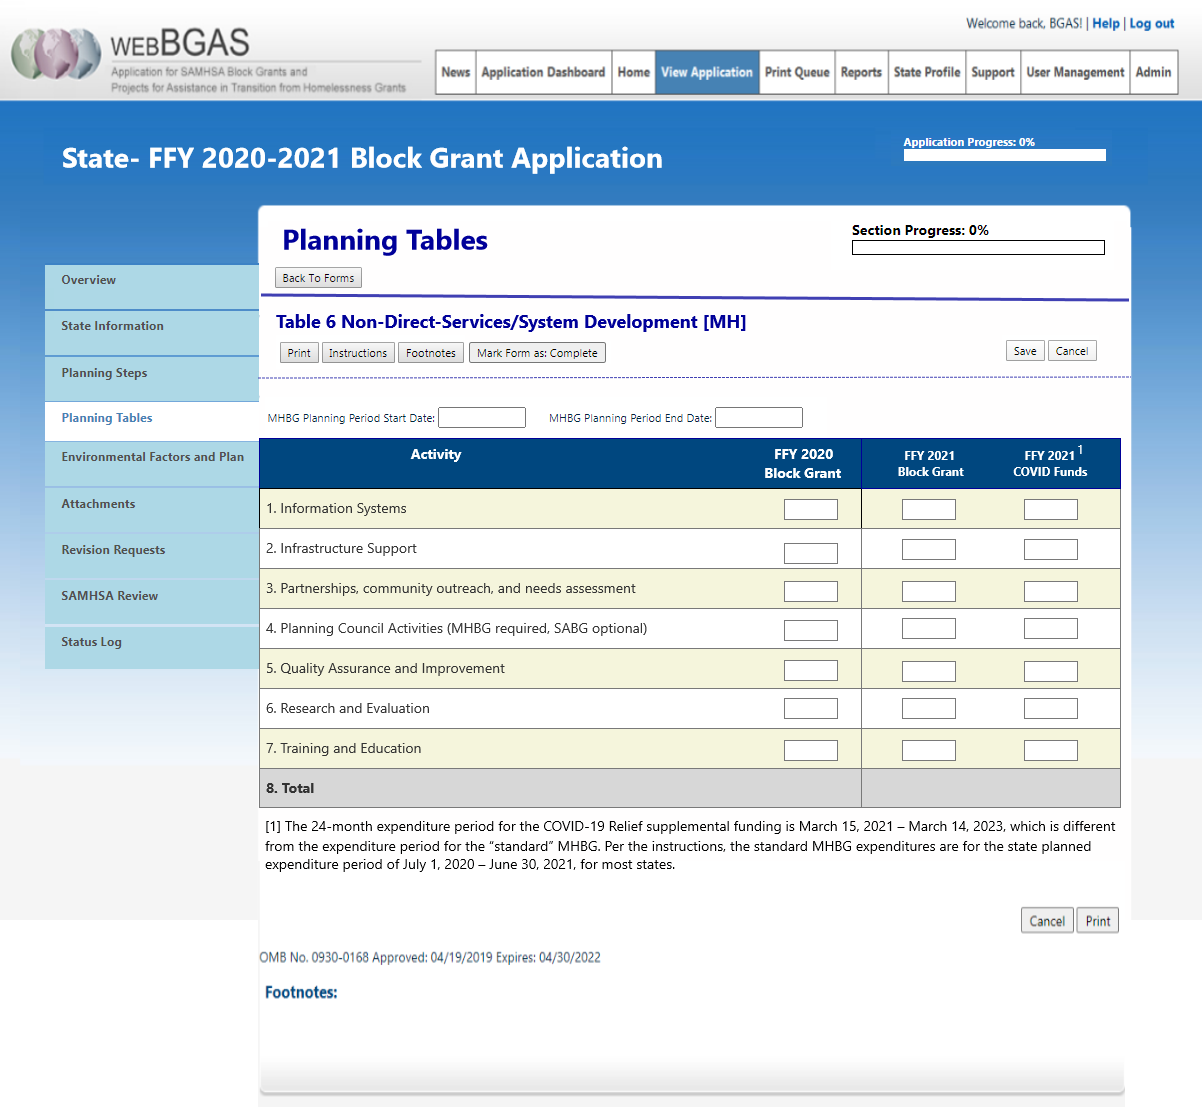 Welcome back, BGAS! | Help | Log out
WEBBGAS
Application for SAMHSA Block Grants and
Projects for Assistance in Transition from Homelessness Grants
News Application Dashboard Home View Application Print Queue Reports State Profile Support User Management Admin
State- FFY 2020-2021 Block Grant Application
Application Progress: 0%
Planning Tables
Section Progress: 0%
Back To Forms
Overview
State Information
Planning Steps
Planning Tables
Environmental Factors and Plan
Attachments
Revision Requests
SAMHSA Review
Status Log
Table 6 Non-Direct-Services/System Development [MH]
Print Instructions Footnotes Mark Form as: Complete Save Cancel
MHBG Planning Period Start Date: MHBG Planning Period End Date:
Activity FFY 2020 Block Grant FFY 2021 Block Grant FFY 2021 1 COVID Funds
1. Information Systems
2. Infrastructure Support
3. Partnerships, community outreach, and needs assessment
4. Planning Council Activities (MHBG required, SABG optional)
5. Quality Assurance and Improvement
6. Research and Evaluation
7. Training and Education
8. Total
[1] The 24-month expenditure period for the COVID-19 Relief supplemental funding is March 15, 2021 – March 14, 2023, which is different
from the expenditure period for the “standard” MHBG. Per the instructions, the standard MHBG expenditures are for the state planned
expenditure period of July 1, 2020 – June 30, 2021, for most states.
Cancel Print
OMB No. 0930-0168 Approved: 04/19/2019 Expires: 04/30/2022
Footnotes: